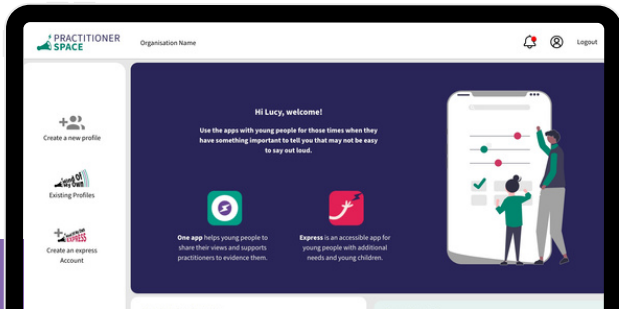 PRACTITIONER
SPACE
Organisation Name
Logout
Create a new profile
Existing Profiles
Create an express
Account
Hi Lucy, welcome!
Use the apps with young people for those times when they
have something important to tell you that may not be easy
to say out loud.
One app helps young people to
share their views and supports
practitioners to evidence them.
Express is an accessible app for
young people with additional
needs and young children.